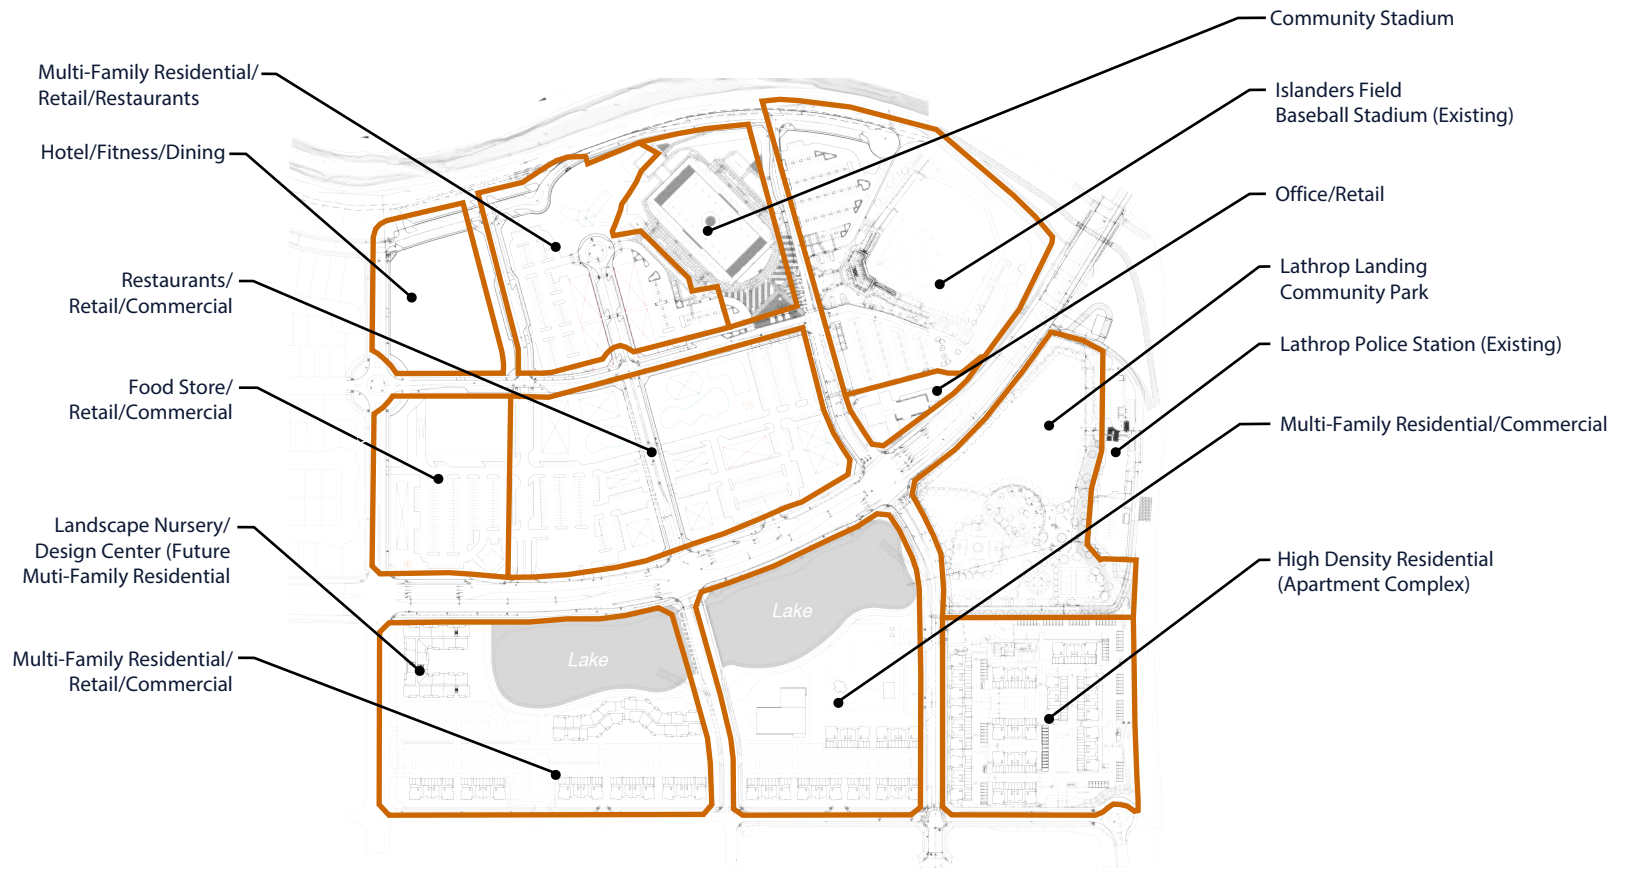 Multi-Family Residential/
Retail/Restaurants
Hotel/Fitness/Dining
Restaurants/
Retail/Commercial
Food Store/
Retail/Commercial
Landscape Nursery/
Design Center (Future
Muti-Family Residential
Multi-Family Residential/
Retail/Commercial
Community Stadium
Islanders Field
Baseball Stadium (Existing)
Office/Retail
Lathrop Landing
Community Park
Lathrop Police Station (Existing)
Multi-Family Residential/Commercial
High Density Residential
(Apartment Complex)
Lake
Lake